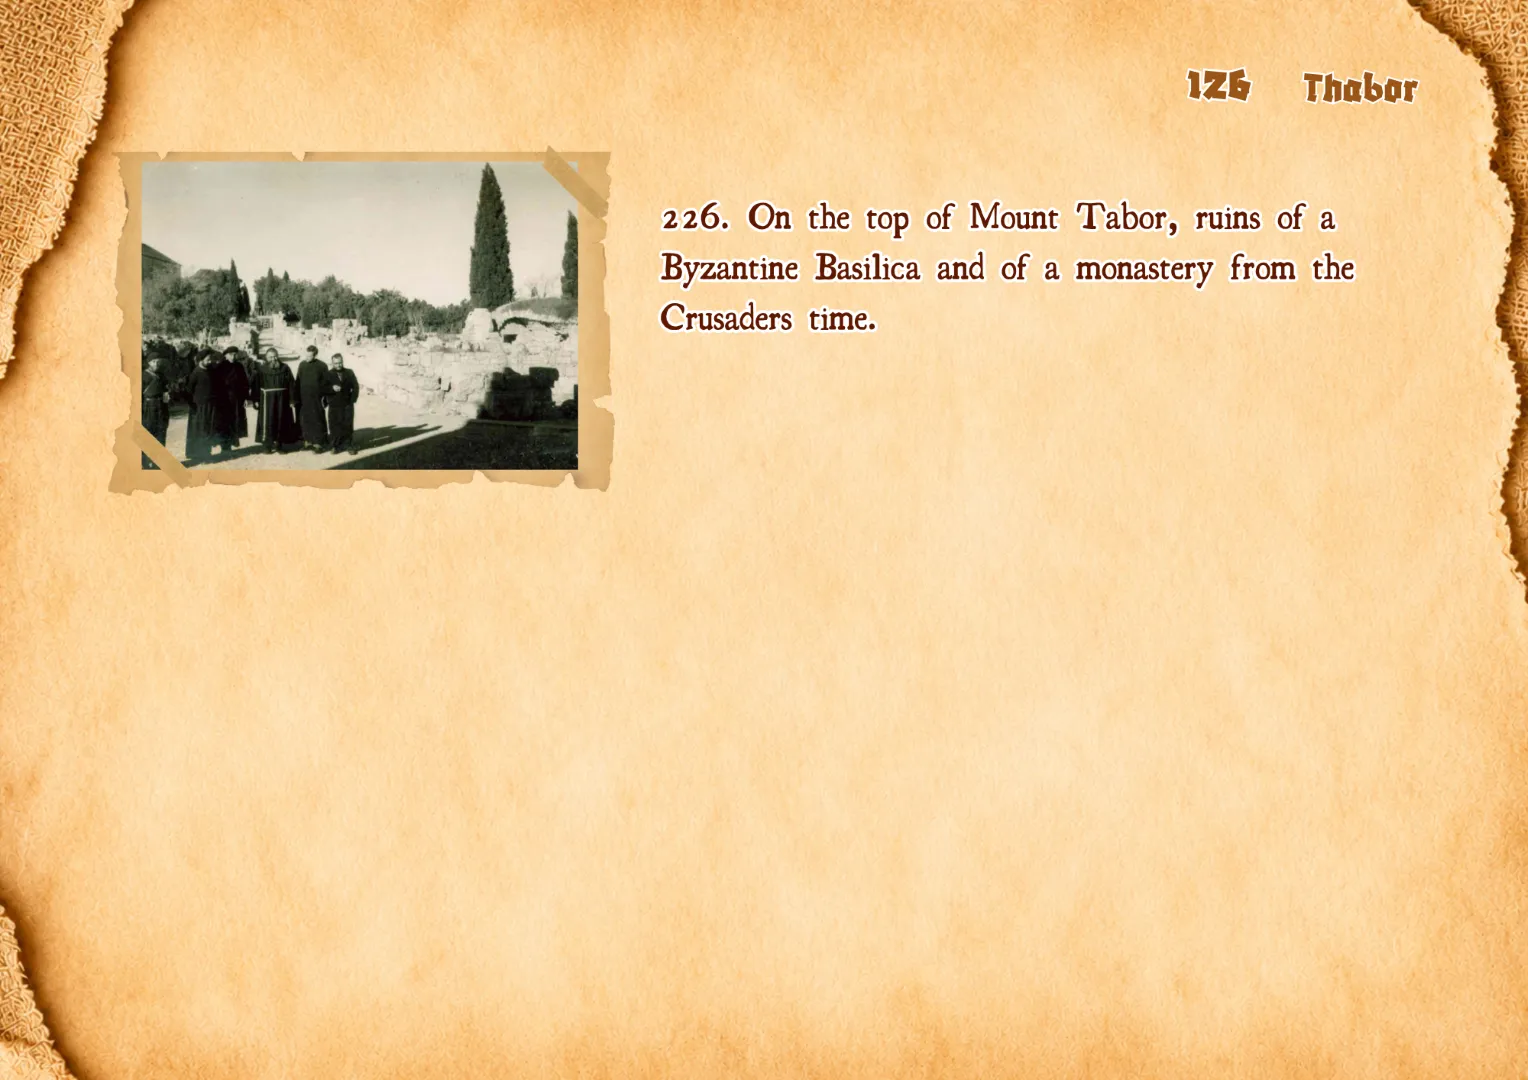 126 Thabor
226. On the top of Mount Tabor, ruins of a
Byzantine Basilica and of a monastery from the
Crusaders time.